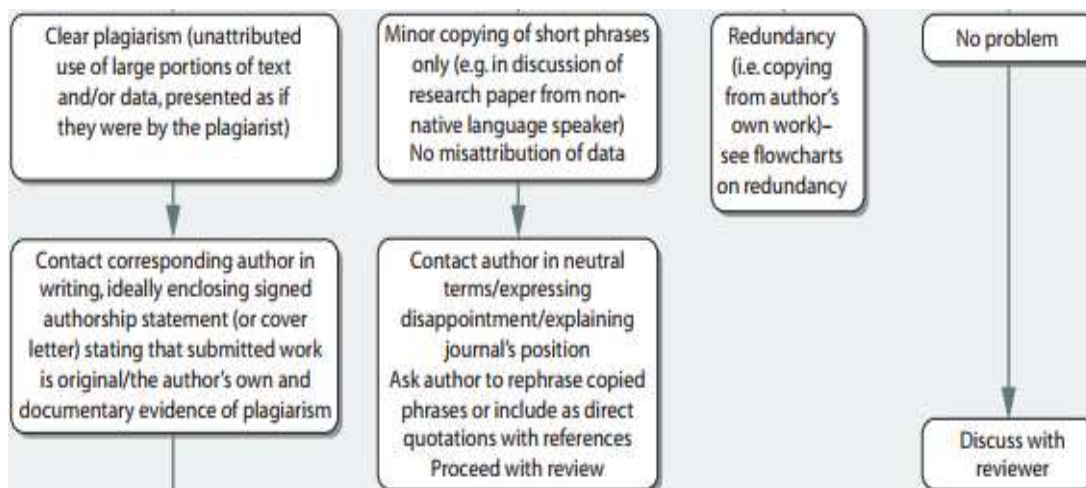 Clear plagiarism (unattributed
use of large portions of text
and/or data, presented as if
they were by the plagiarist)
Minor copying of short phrases
only (e.g. in discussion of
research paper from non-
native language speaker)
No misattribution of data
Redundancy
(i.e. copying
from author's
own work)–
see flowcharts
on redundancy
No problem
Contact corresponding author in
writing, ideally enclosing signed
authorship statement (or cover
letter) stating that submitted work
is original/the author's own and
documentary evidence of plagiarism
Contact author in neutral
terms/expressing
disappointment/explaining
journal's position
Ask author to rephrase copied
phrases or include as direct
quotations with references
Proceed with review
Discuss with
reviewer